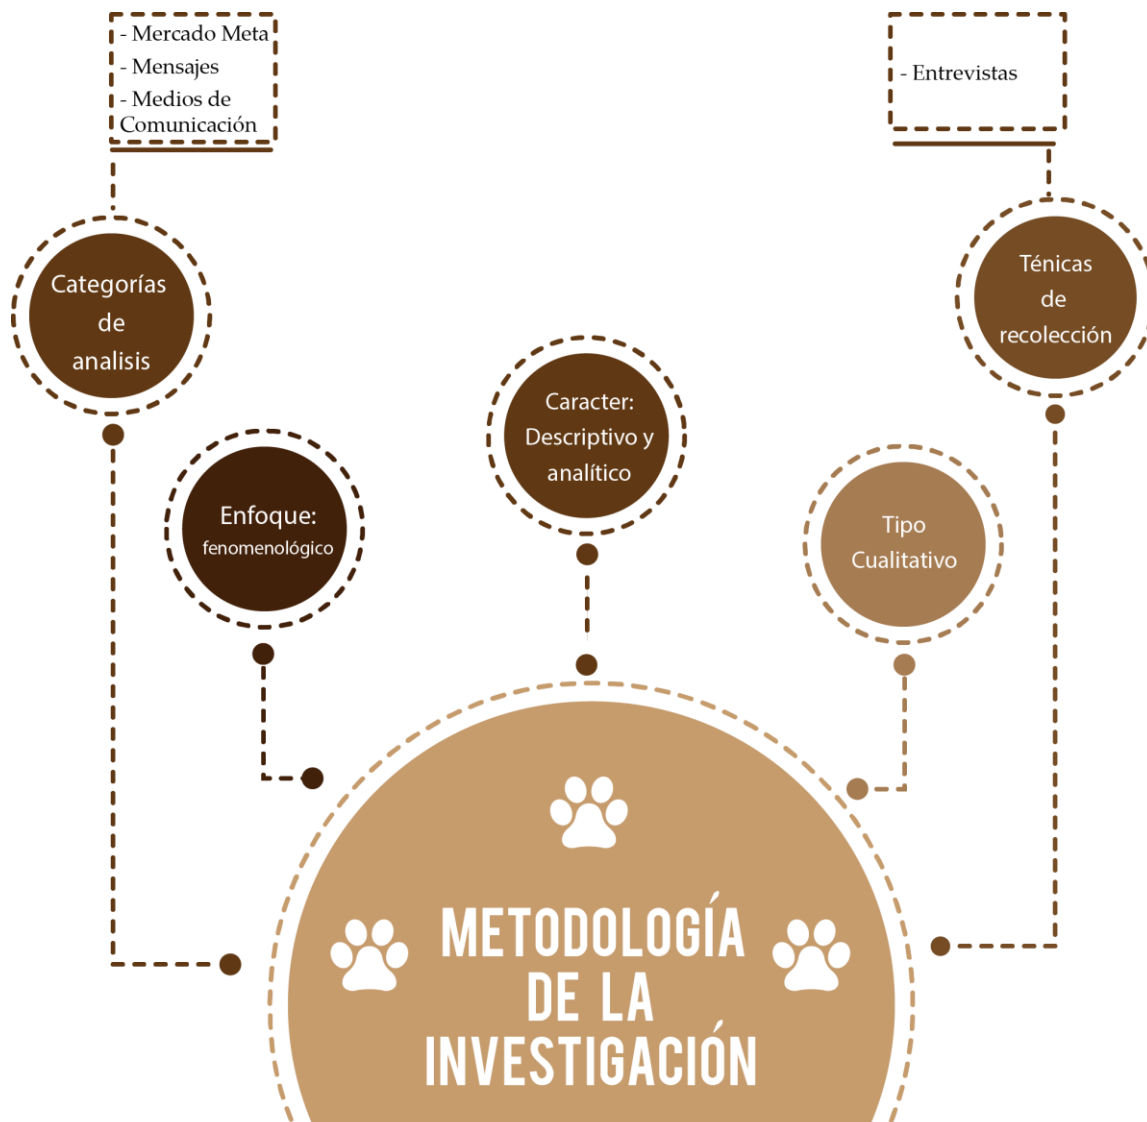 - Mercado Meta
- Mensajes
- Medios de
Comunicación
- Entrevistas
Categorías
de
analisis
Ténicas
de
recolección
Caracter:
Descriptivo y
analítico
Enfoque:
fenomenológico
Tipo
Cualitativo
METODOLOGÍA
DE LA
INVESTIGACIÓN